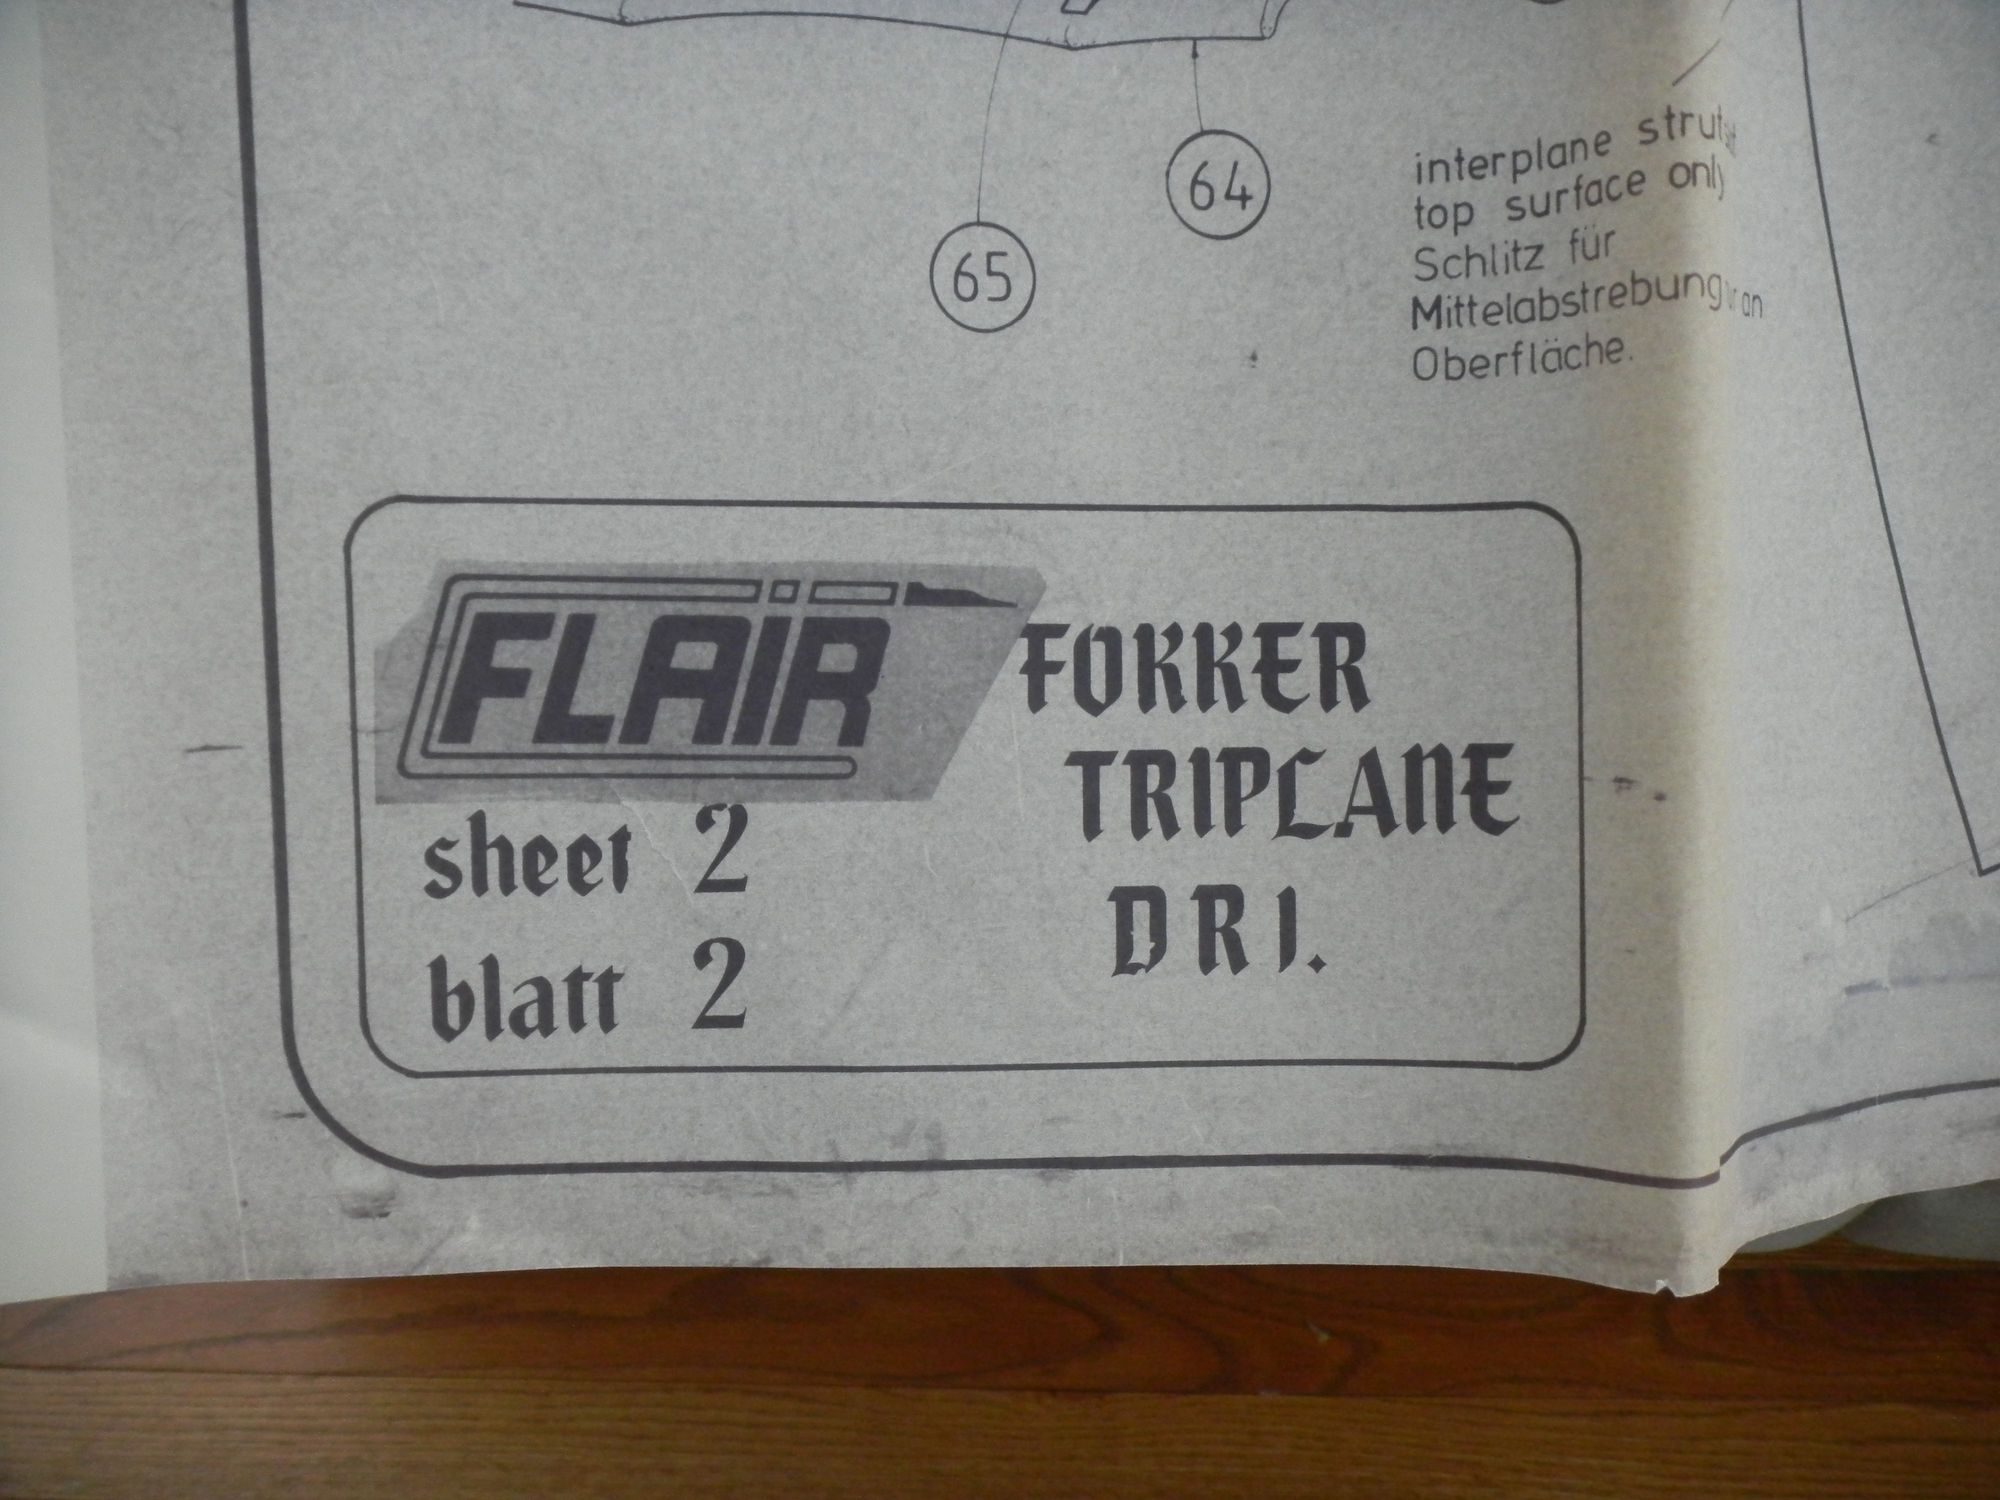 64
65
interplane strut
top surface only
Schlitz für
Mittelabstrebung an
Oberfläche.
FLAIR
FOKKER
TRIPLANE
DR1.
sheet 2
blatt 2